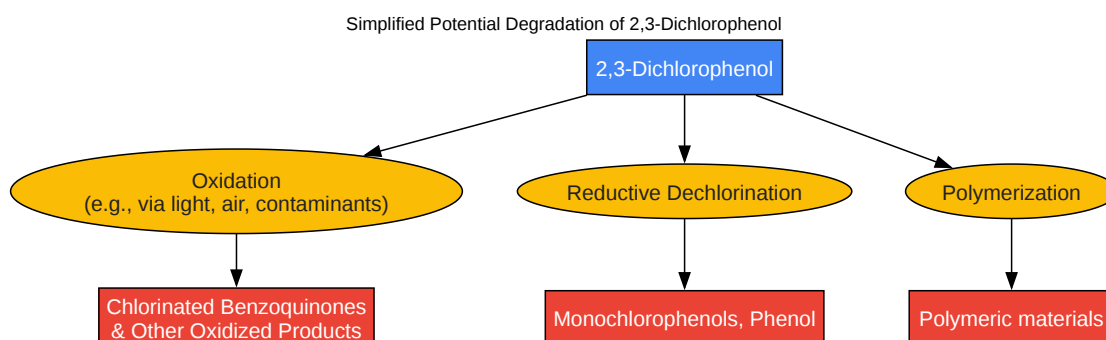 Simplified Potential Degradation of 2,3-Dichlorophenol
2,3-Dichlorophenol
Oxidation
(e.g., via light, air, contaminants)
Reductive Dechlorination
Polymerization
Chlorinated Benzoquinones
& Other Oxidized Products
Monochlorophenols, Phenol
Polymeric materials